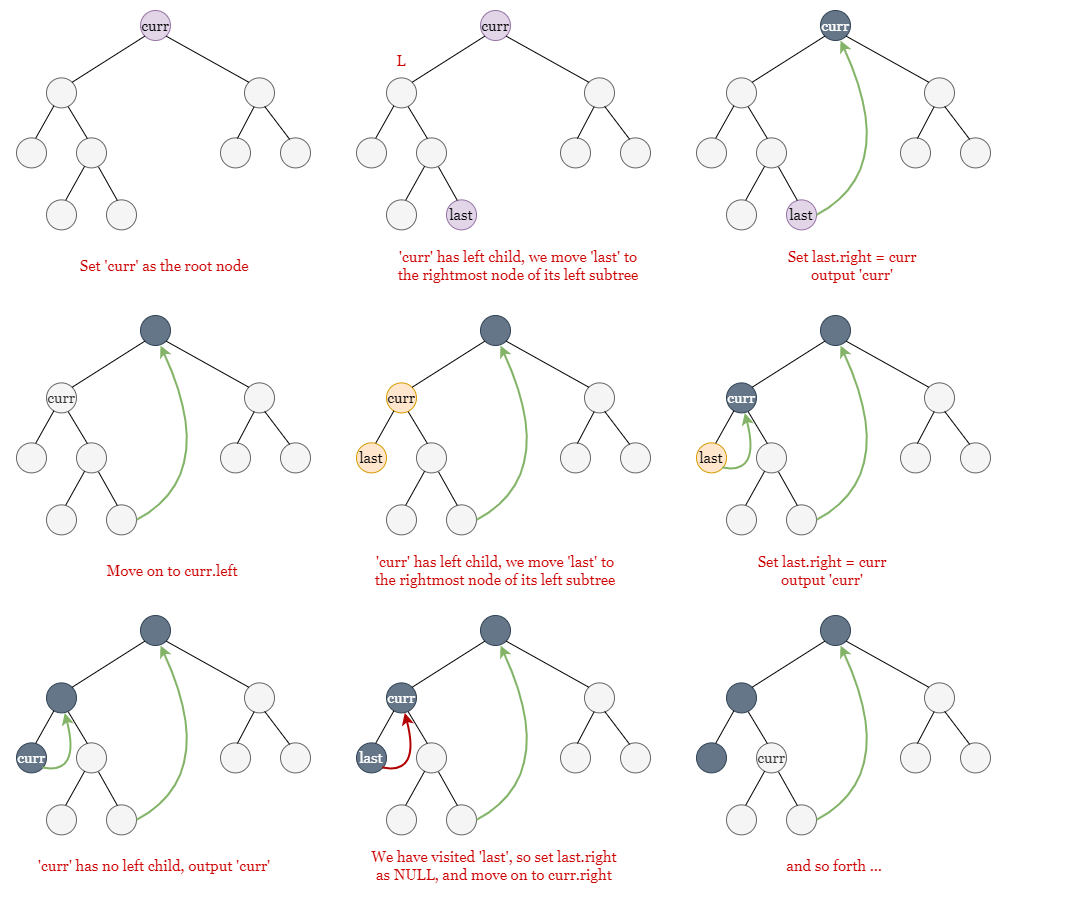 curr
Set 'curr' as the root node
curr
L
last
'curr' has left child, we move 'last' to
the rightmost node of its left subtree
curr
last
Set last.right = curr
output 'curr'
curr
Move on to curr.left
curr
last
'curr' has left child, we move 'last' to
the rightmost node of its left subtree
curr
last
Set last.right = curr
output 'curr'
curr
'curr' has no left child, output 'curr'
curr
last
We have visited 'last', so set last.right
as NULL, and move on to curr.right
curr
and so forth ...